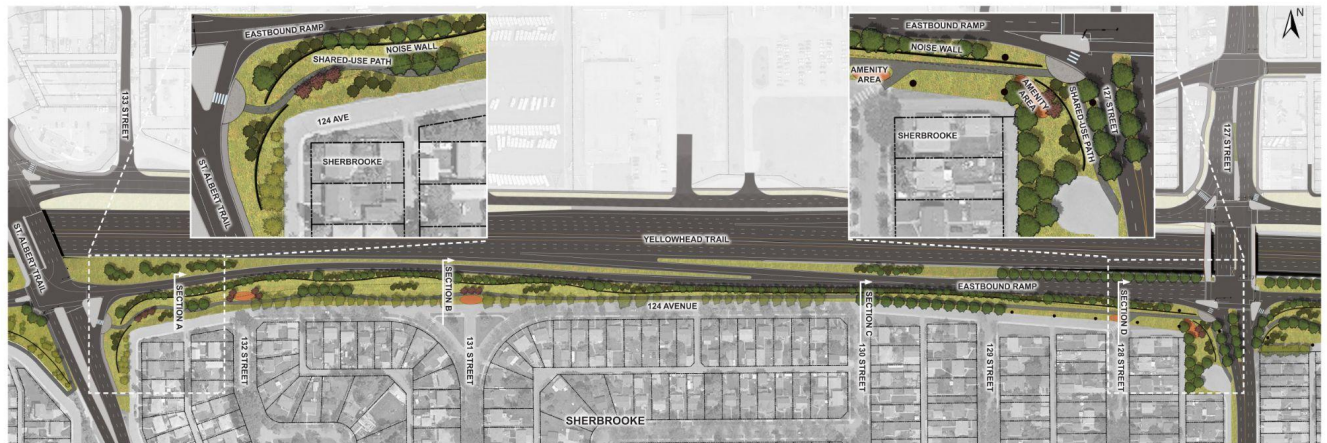 EASTBOUND RAMP
NOISE WALL
SHARED-USE PATH
124 AVE
SHERBROOKE
ST. ALBERT TRAIL
EASTBOUND RAMP
NOISE WALL
AMENITY
AREA
AMENITY
AREA
SHARED-USE PATH
127 STREET
SHERBROOKE
N
133 STREET
127 STREET
ST. ALBERT TRAIL
YELLOWHEAD TRAIL
SECTION A
SECTION B
SECTION C
SECTION D
EASTBOUND RAMP
124 AVENUE
132 STREET
131 STREET
130 STREET
129 STREET
128 STREET
SHERBROOKE